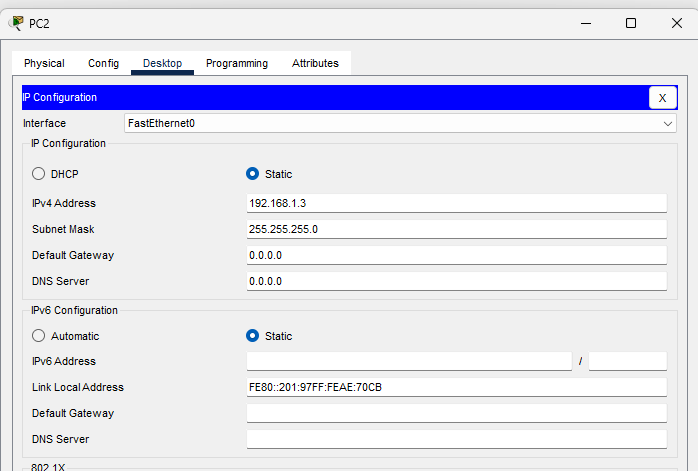 PC2
Physical Config Desktop Programming Attributes
IP Configuration X
Interface FastEthernet0
IP Configuration
DHCP Static
IPv4 Address 192.168.1.3
Subnet Mask 255.255.255.0
Default Gateway 0.0.0.0
DNS Server 0.0.0.0
IPv6 Configuration
Automatic Static
IPv6 Address /
Link Local Address FE80::201:97FF:FEAE:70CB
Default Gateway
DNS Server
802.1X